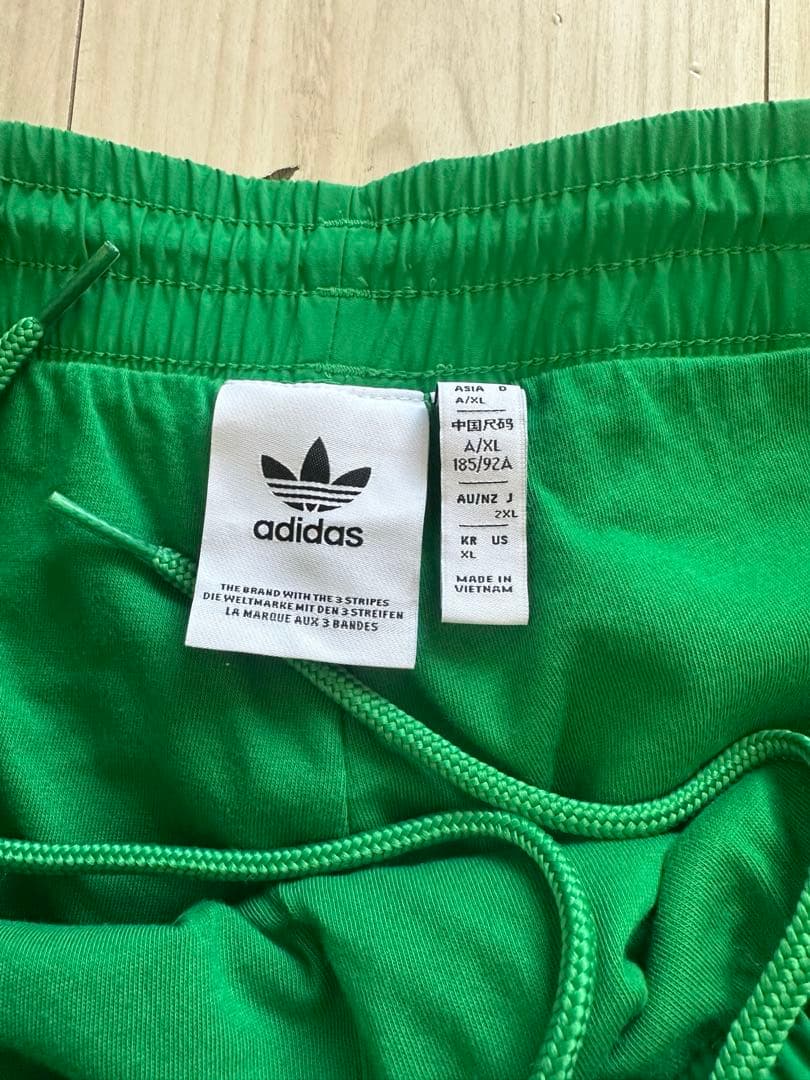 adidas
THE BRAND WITH THE 3 STRIPES
DIE WELTMARKE MIT DEN 3 STREIFEN
LA MARQUE AUX 3 BANDES
ASIA D
A/XL
中国尺码
A/XL
185/92A
AU/NZ J
2XL
KR US
XL
MADE IN
VIETNAM